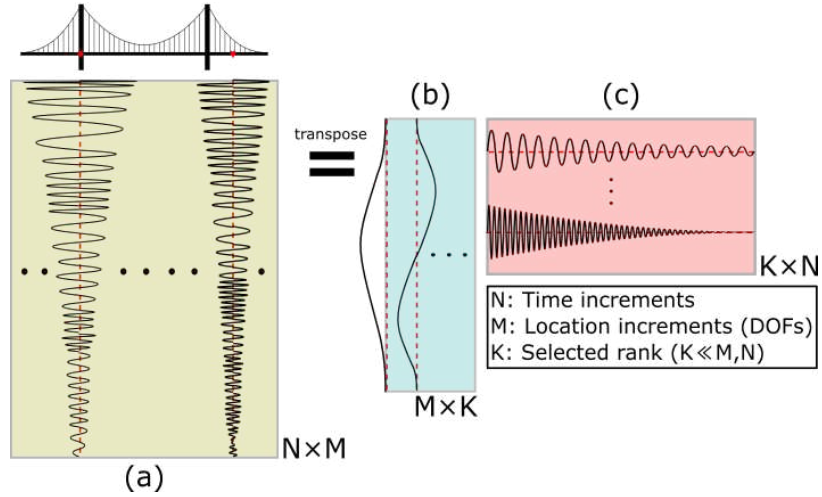 (b)
(c)
transpose
K×N
N: Time increments
M: Location increments (DOFs)
K: Selected rank (K≪M,N)
M×K
N×M
(a)